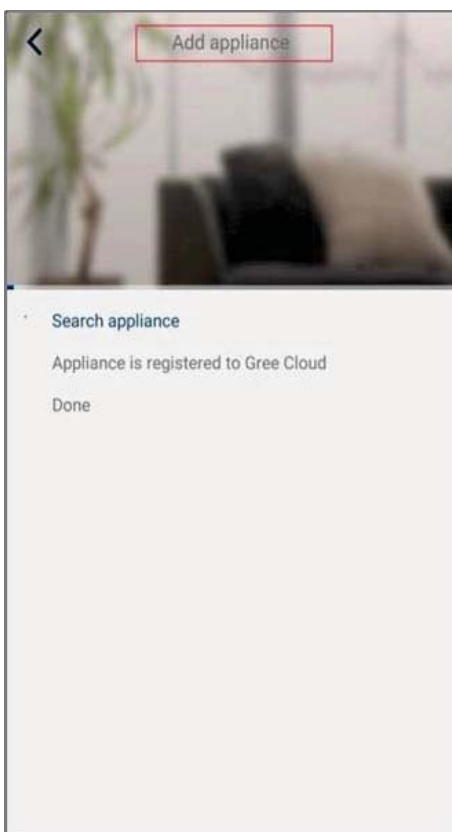 Add appliance
Search appliance
Appliance is registered to Gree Cloud
Done